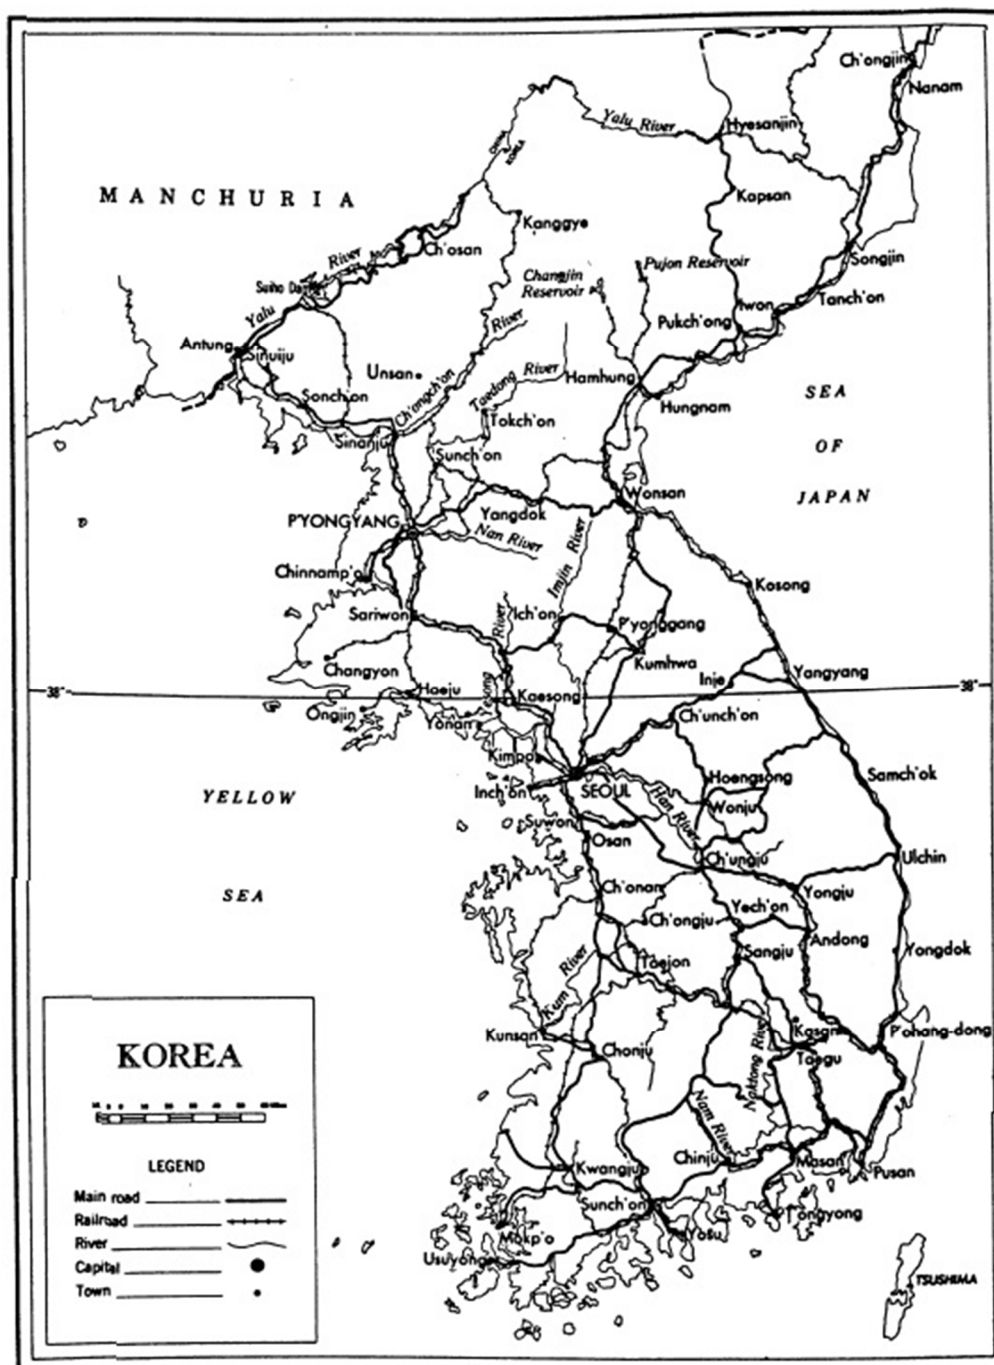 Ch'ongjin
Nanam
Yalu River
Hyesanjin
CHINA
KOREA
MANCHURIA
Kapsan
Kanggye
Ch'osan
River
Changjin
Reservoir
Pujon Reservoir
Songjin
Suiho Dam
Yalu
Iwon
Tanch'on
Pukch'ong
River
Antung
Sinuiju
Unsan
Taedong River
Hamhung
SEA
Sonch'on
Ch'ongch'on
Hungnam
Tokch'on
OF
Sinanju
Sunch'on
Wonsan
JAPAN
P'YONGYANG
Yangdok
Nan River
Imjin River
Chinnamp'o
Kosong
Sariwon
River
Ich'on
P'yonggang
Kumhwa
Changyon
Inje
Yangyang
38°
Haeju
Yesong
Kaesong
38°
Ongjin
Yonan
Ch'unch'on
Kimpo
Inch'on
SEOUL
Hoengsong
Samch'ok
YELLOW
Han River
Wonju
Suwon
Osan
Ch'ungju
Ulchin
Ch'onan
Yongju
SEA
Yech'on
Ch'ongju
Andong
Sangju
Yongdok
Taejon
Kum River
Kunsan
Kasan
P'ohang-dong
Chonju
Taegu
Naktong River
KOREA
Nam River
LEGEND
Kwangju
Chinju
Masan
Pusan
Main road
Sunch'on
Railroad
T'ongyong
River
Mokp'o
Yosu
Capital
Usuyong
Town
TSUSHIMA